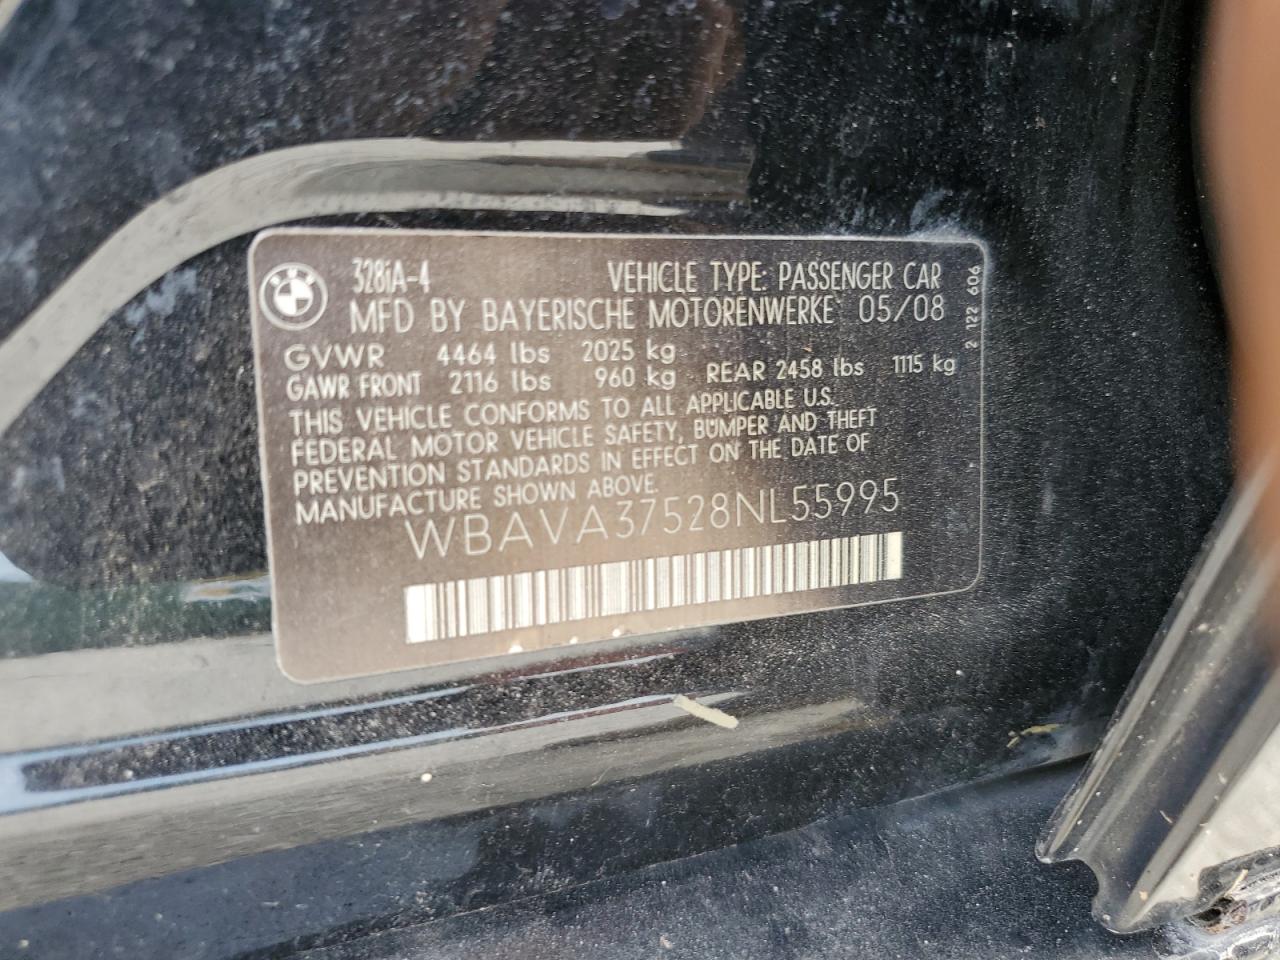 328iA-4 VEHICLE TYPE: PASSENGER CAR
MFD BY BAYERISCHE MOTORENWERKE 05/08
GVWR 4464 lbs 2025 kg
GAWR FRONT 2116 lbs 960 kg REAR 2458 lbs 1115 kg
THIS VEHICLE CONFORMS TO ALL APPLICABLE U.S.
FEDERAL MOTOR VEHICLE SAFETY, BUMPER AND THEFT
PREVENTION STANDARDS IN EFFECT ON THE DATE OF
MANUFACTURE SHOWN ABOVE.
WBAVA37528NL55995
2 122 606